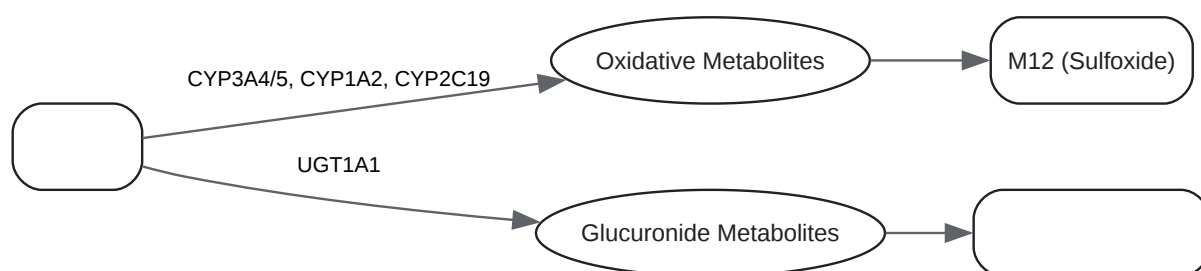 Oxidative Metabolites
M12 (Sulfoxide)
CYP3A4/5, CYP1A2, CYP2C19
UGT1A1
Glucuronide Metabolites